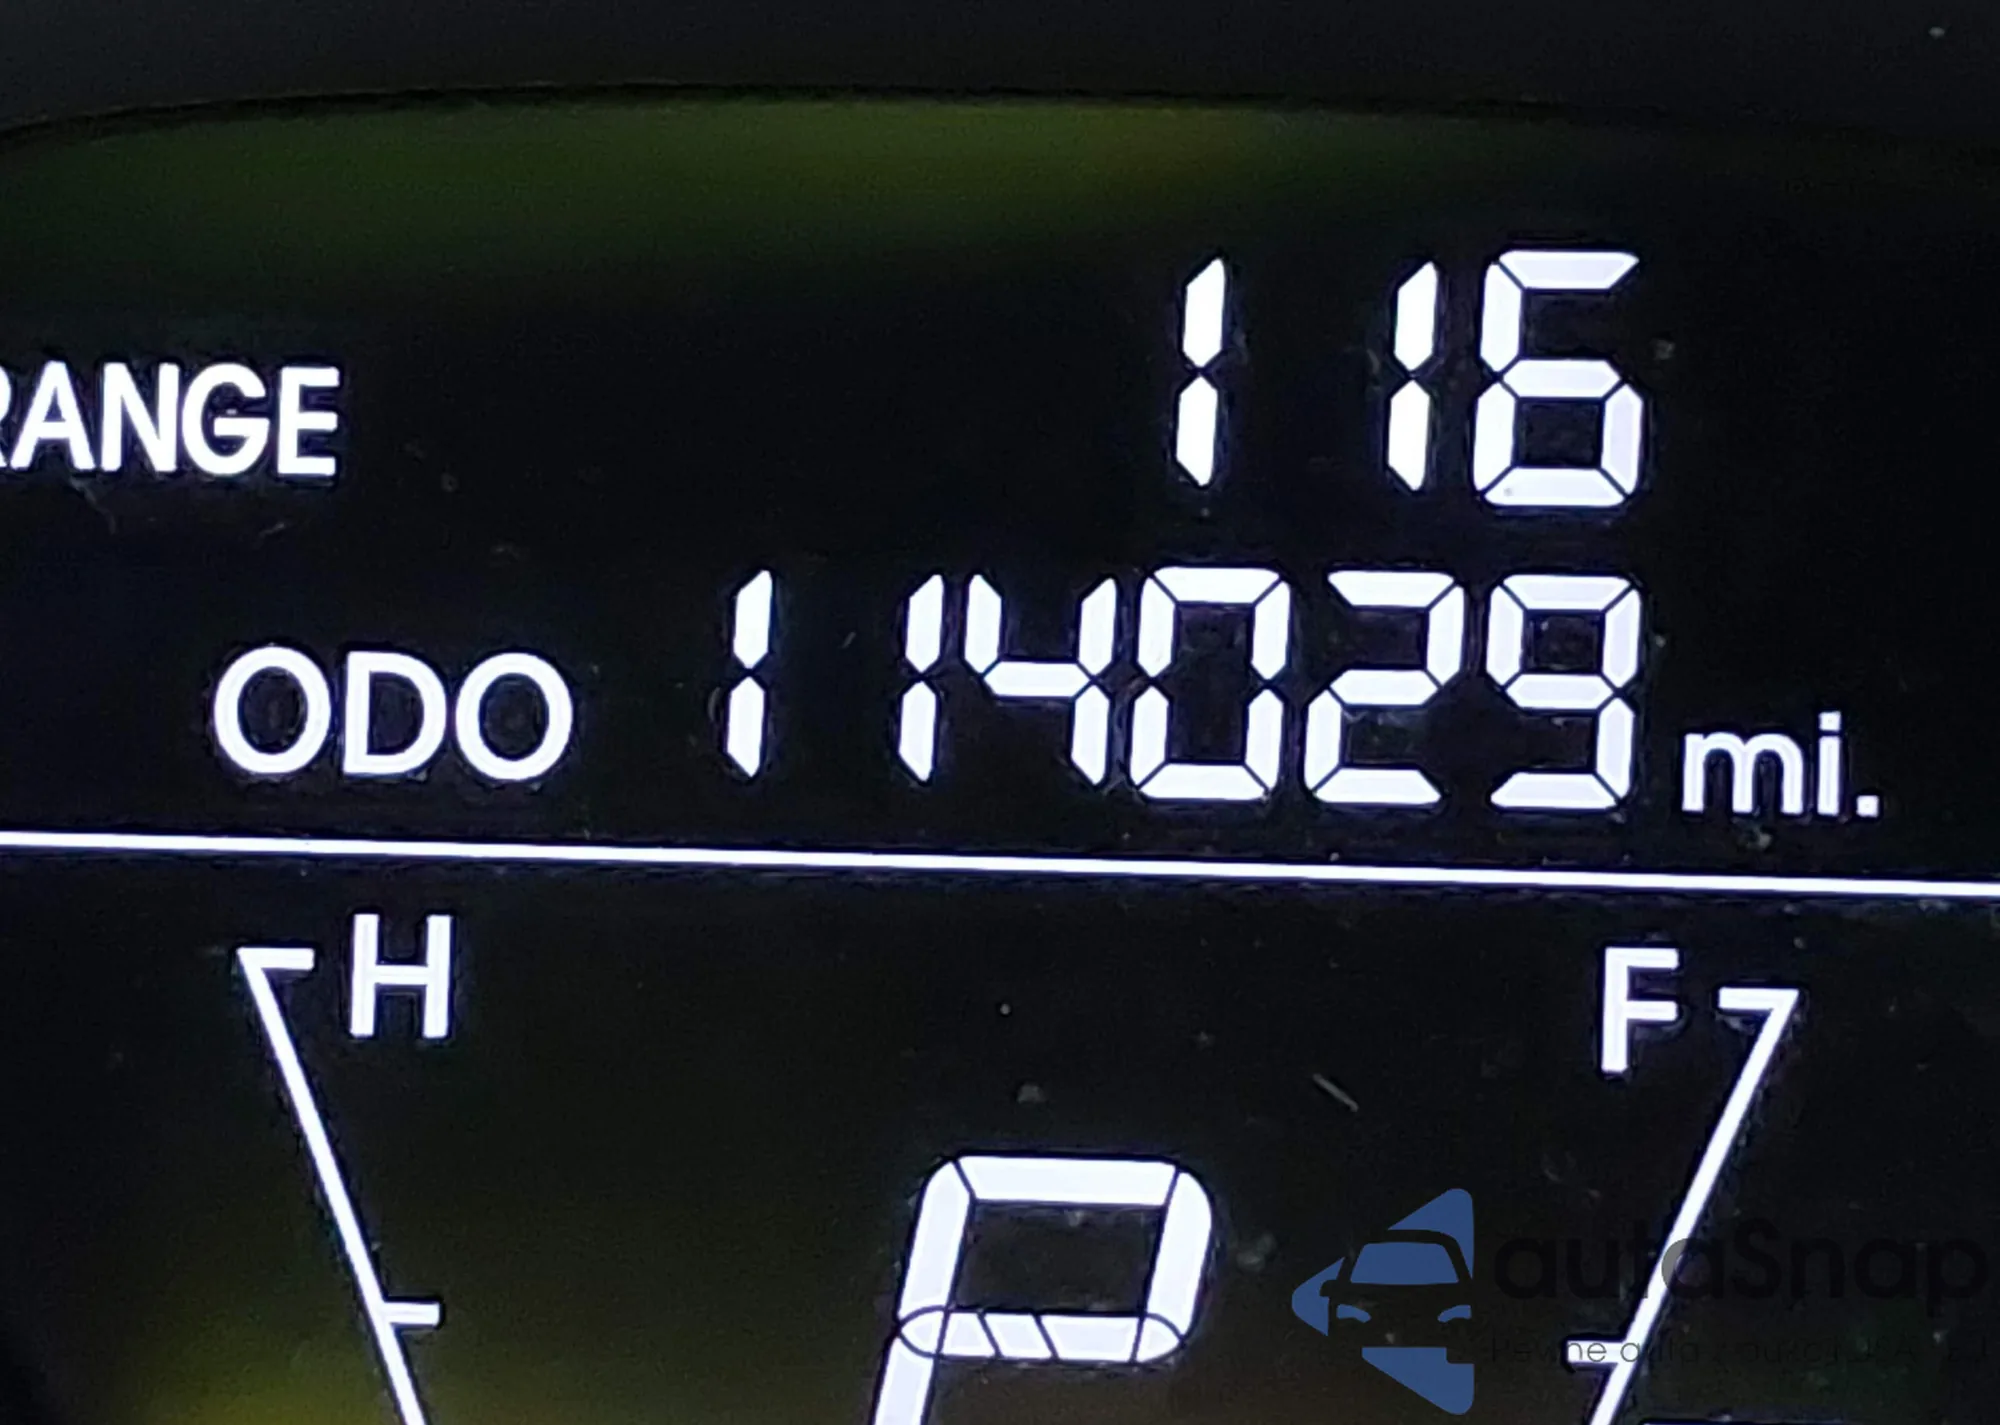 RANGE 116
ODO 114029 mi.
H F
P
autoSnap